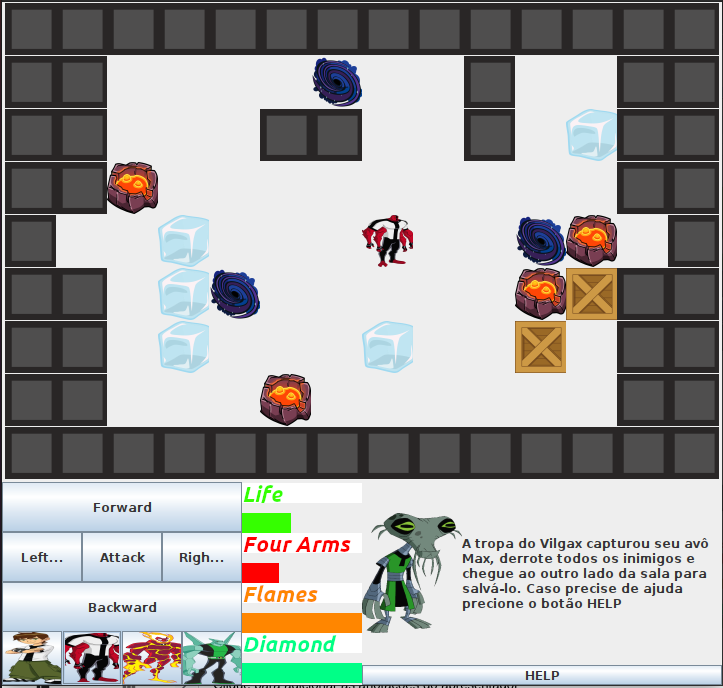 Forward
Left...
Attack
Righ...
Backward
Life
Four Arms
Flames
Diamond
A tropa do Vilgax capturou seu avô
Max, derrote todos os inimigos e
chegue ao outro lado da sala para
salvá-lo. Caso precise de ajuda
precione o botão HELP
HELP